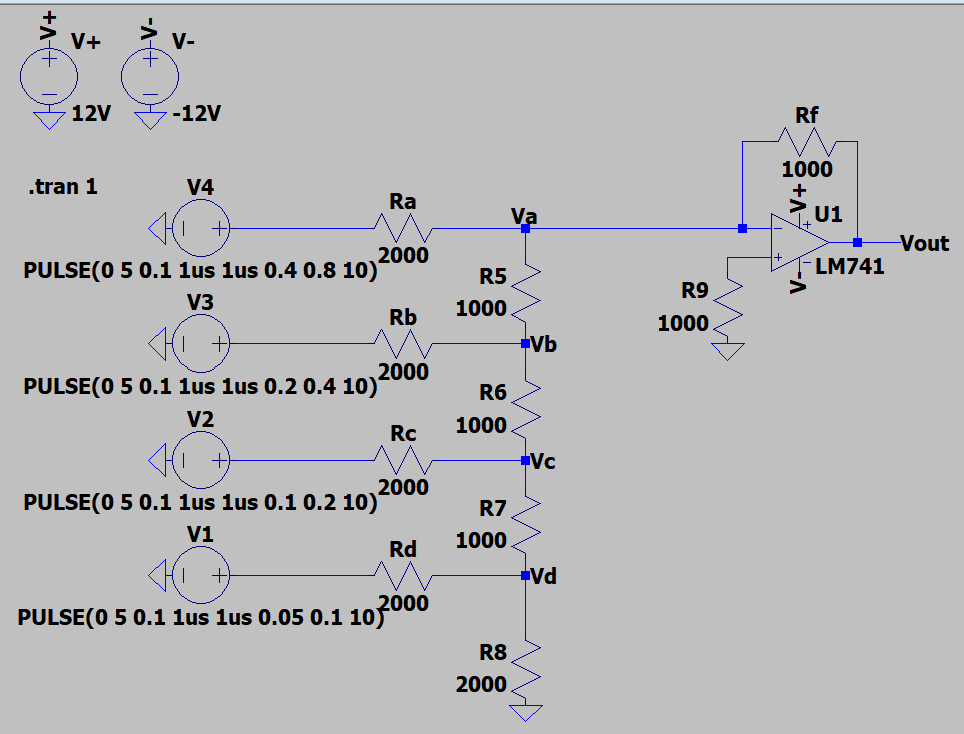 V+
V+
12V
V-
V-
-12V
.tran 1
V4
PULSE(0 5 0.1 1us 1us 0.4 0.8 10)
Ra
2000
Va
R5
1000
V3
PULSE(0 5 0.1 1us 1us 0.2 0.4 10)
Rb
2000
Vb
R6
1000
V2
PULSE(0 5 0.1 1us 1us 0.1 0.2 10)
Rc
2000
Vc
R7
1000
V1
PULSE(0 5 0.1 1us 1us 0.05 0.1 10)
Rd
2000
Vd
R8
2000
Rf
1000
V+
U1
LM741
V-
Vout
R9
1000